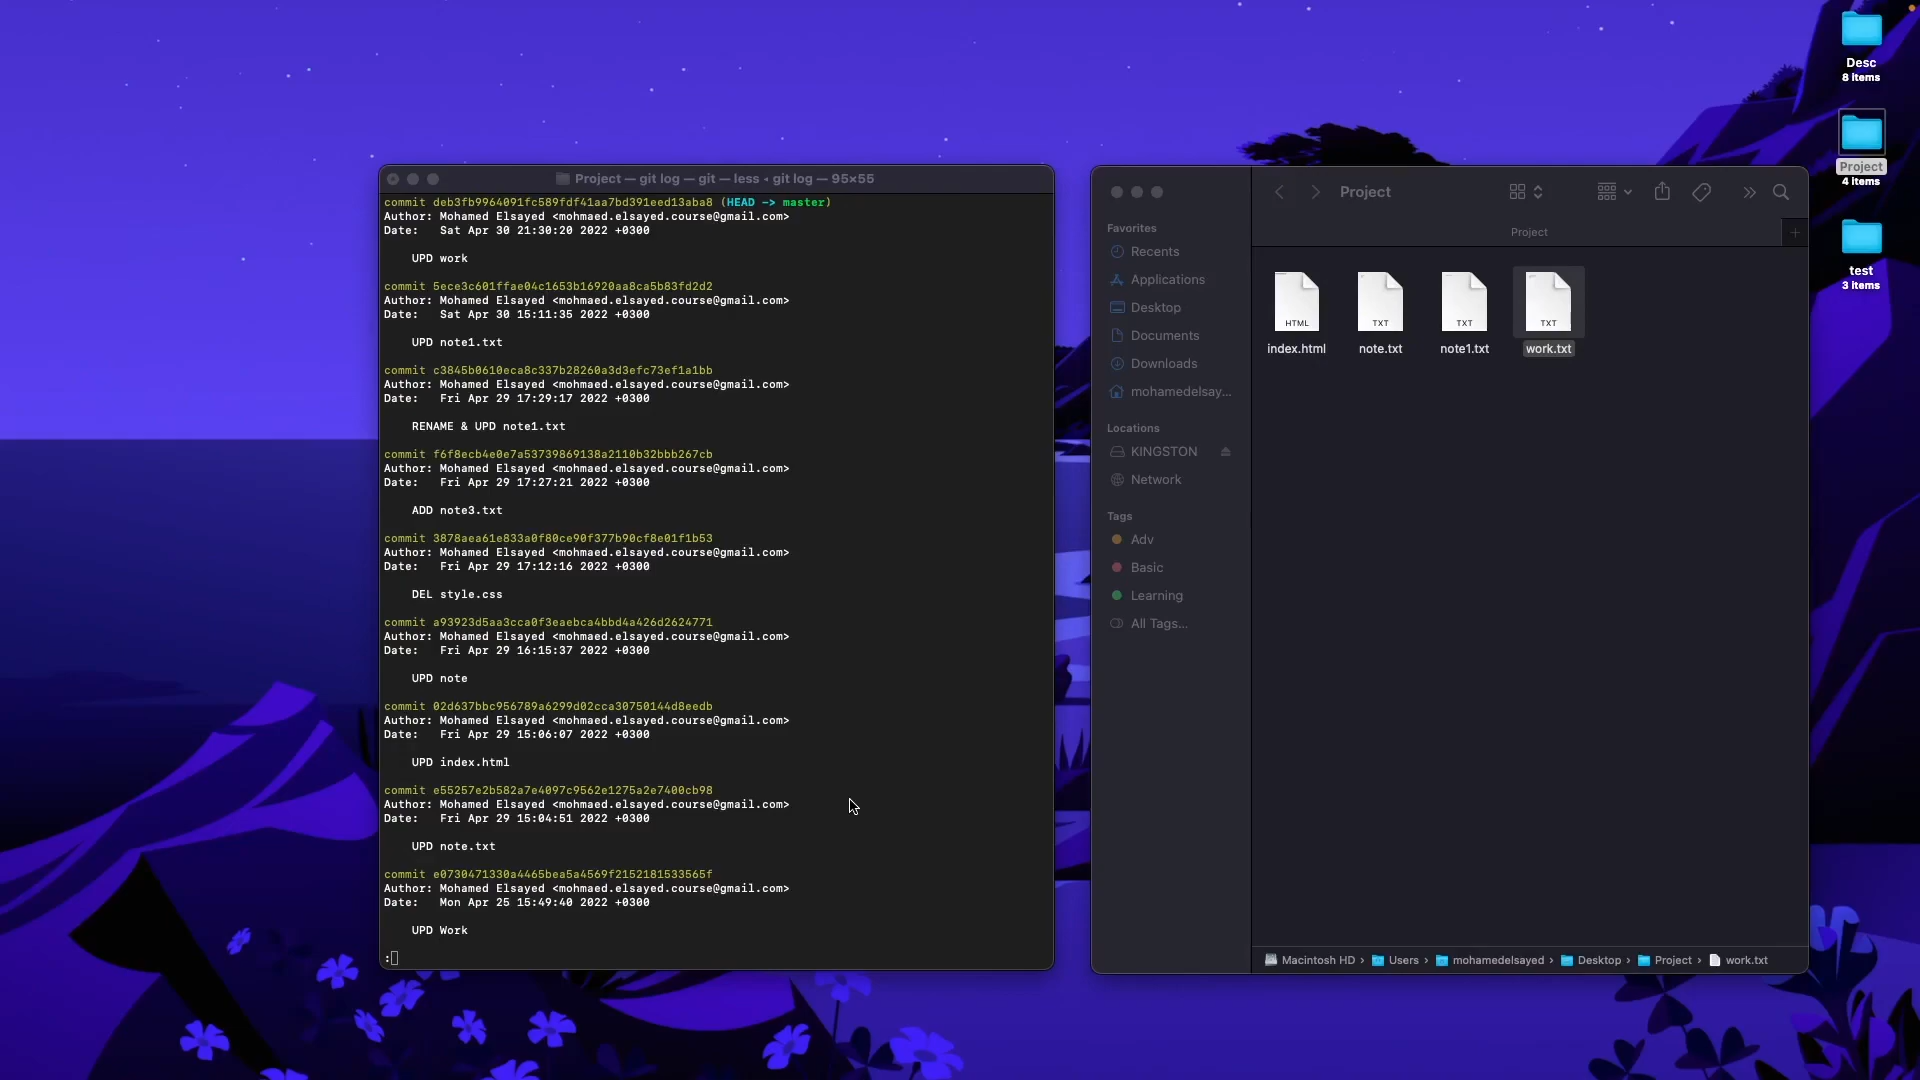 Project — git log — git — less ◂ git log — 95×55
commit deb3fb9964091fc589fdf41aa7bd391eed13aba8 (HEAD -> master)
Author: Mohamed Elsayed <mohmaed.elsayed.course@gmail.com>
Date:   Sat Apr 30 21:30:20 2022 +0300
UPD work
commit 5ece3c601ffae04c1653b16920aa8ca5b83fd2d2
Author: Mohamed Elsayed <mohmaed.elsayed.course@gmail.com>
Date:   Sat Apr 30 15:11:35 2022 +0300
UPD note1.txt
commit c3845b0610eca8c337b28260a3d3efc73ef1a1bb
Author: Mohamed Elsayed <mohmaed.elsayed.course@gmail.com>
Date:   Fri Apr 29 17:29:17 2022 +0300
RENAME & UPD note1.txt
commit f6f8ecb4e0e7a53739869138a2110b32bbb267cb
Author: Mohamed Elsayed <mohmaed.elsayed.course@gmail.com>
Date:   Fri Apr 29 17:27:21 2022 +0300
ADD note3.txt
commit 3878aea61e833a0f80ce90f377b90cf8e01f1b53
Author: Mohamed Elsayed <mohmaed.elsayed.course@gmail.com>
Date:   Fri Apr 29 17:12:16 2022 +0300
DEL style.css
commit a93923d5aa3cca0f3eaebca4bbd4a426d2624771
Author: Mohamed Elsayed <mohmaed.elsayed.course@gmail.com>
Date:   Fri Apr 29 16:15:37 2022 +0300
UPD note
commit 02d637bbc956789a6299d02cca30750144d8eedb
Author: Mohamed Elsayed <mohmaed.elsayed.course@gmail.com>
Date:   Fri Apr 29 15:06:07 2022 +0300
UPD index.html
commit e55257e2b582a7e4097c9562e1275a2e7400cb98
Author: Mohamed Elsayed <mohmaed.elsayed.course@gmail.com>
Date:   Fri Apr 29 15:04:51 2022 +0300
UPD note.txt
commit e0730471330a4465bea5a4569f2152181533565f
Author: Mohamed Elsayed <mohmaed.elsayed.course@gmail.com>
Date:   Mon Apr 25 15:49:40 2022 +0300
UPD Work
:
Project
Project
Favorites
Recents
Applications
Desktop
Documents
Downloads
mohamedelsay...
Locations
KINGSTON
Network
Tags
Adv
Basic
Learning
All Tags...
HTML
index.html
TXT
note.txt
TXT
note1.txt
TXT
work.txt
Macintosh HD › Users › mohamedelsayed › Desktop › Project › work.txt
Desc
8 items
Project
4 items
test
3 items